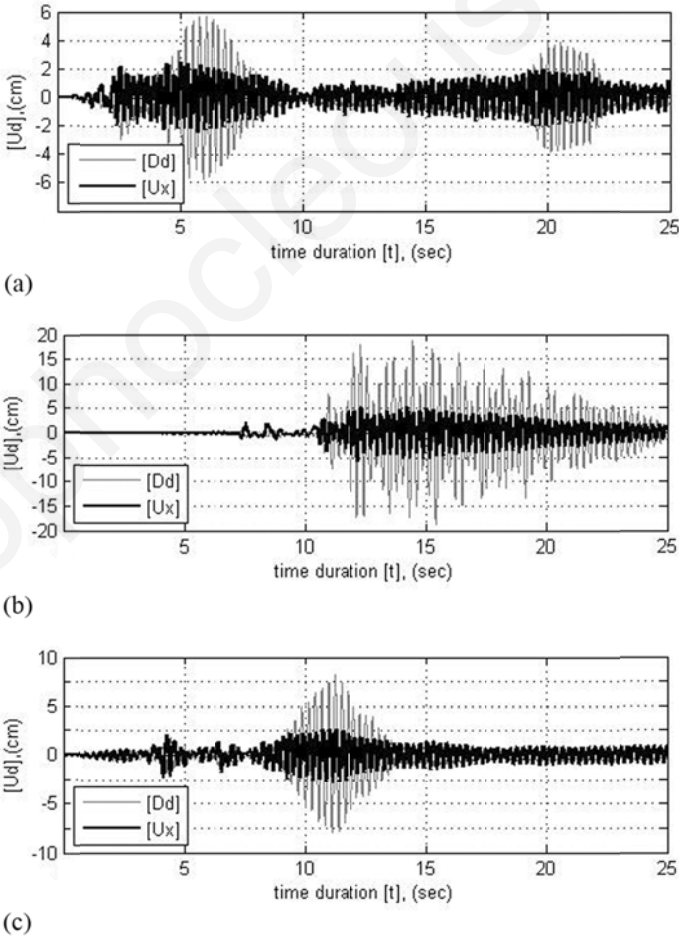 6
4
2
0
-2
-4
-6
[Ud],(cm)
[Dd]
[Ux]
5 10 15 20 25
time duration [t], (sec)
(a)
20
15
10
5
0
-5
-10
-15
-20
[Ud],(cm)
[Dd]
[Ux]
5 10 15 20 25
time duration [t], (sec)
(b)
10
5
0
-5
-10
[Ud],(cm)
[Dd]
[Ux]
5 10 15 20 25
time duration [t], (sec)
(c)